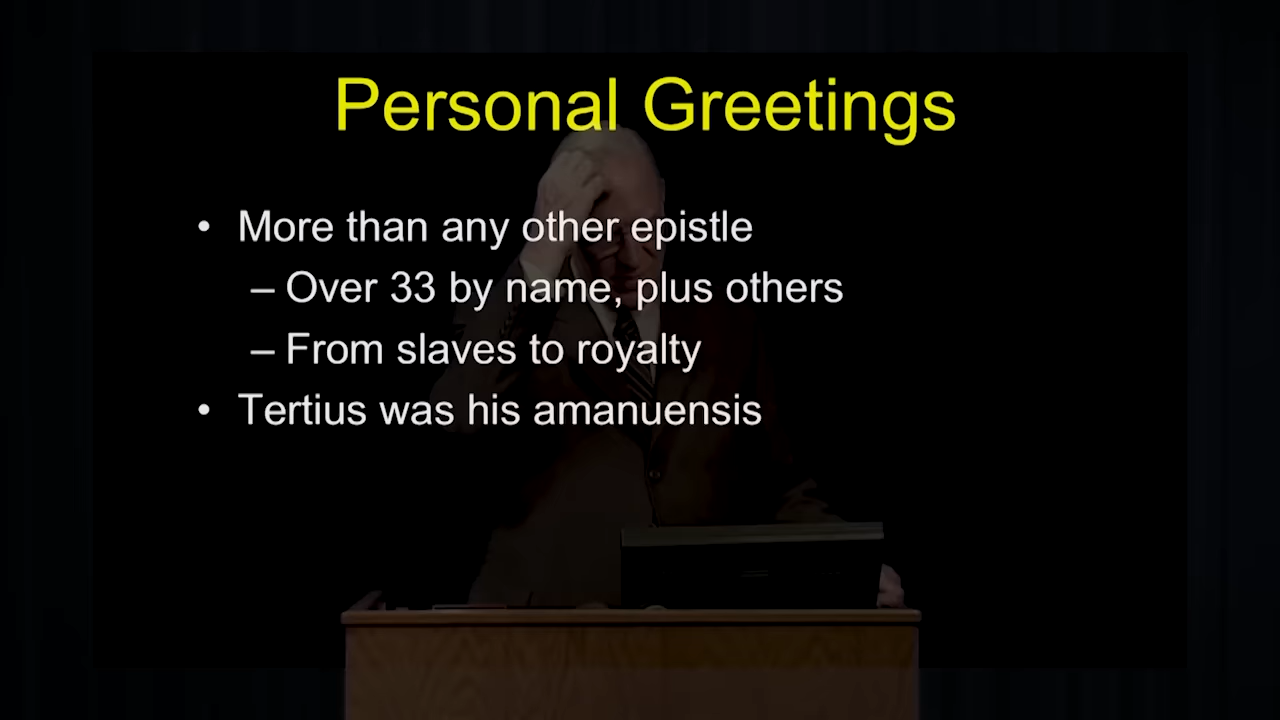 Personal Greetings
• More than any other epistle
– Over 33 by name, plus others
– From slaves to royalty
• Tertius was his amanuensis